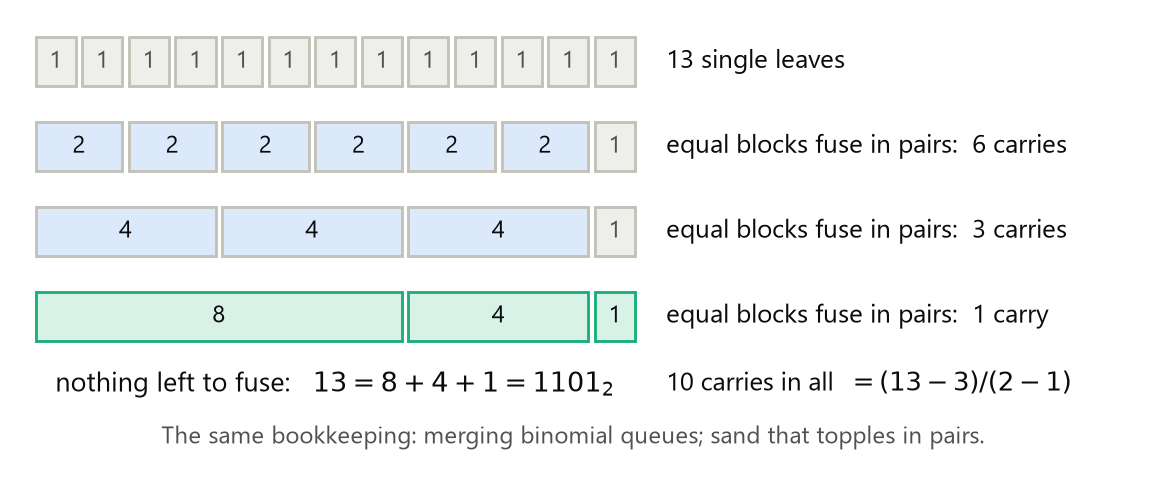 1 1 1 1 1 1 1 1 1 1 1 1 1 13 single leaves
2 2 2 2 2 2 1 equal blocks fuse in pairs: 6 carries
4 4 4 1 equal blocks fuse in pairs: 3 carries
8 4 1 equal blocks fuse in pairs: 1 carry
nothing left to fuse: 13 = 8 + 4 + 1 = 1101₂ 10 carries in all = (13 − 3)/(2 − 1)
The same bookkeeping: merging binomial queues; sand that topples in pairs.